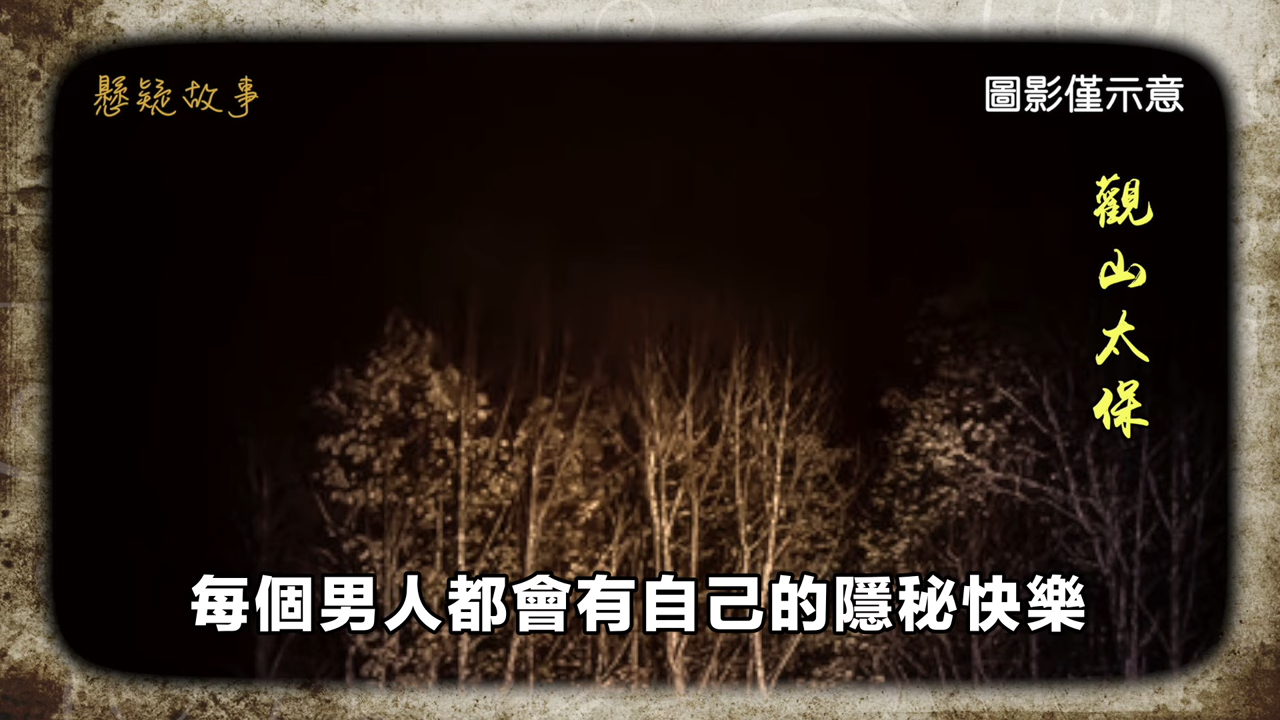 懸疑故事
圖影僅示意
觀山太保
每個男人都會有自己的隱秘快樂